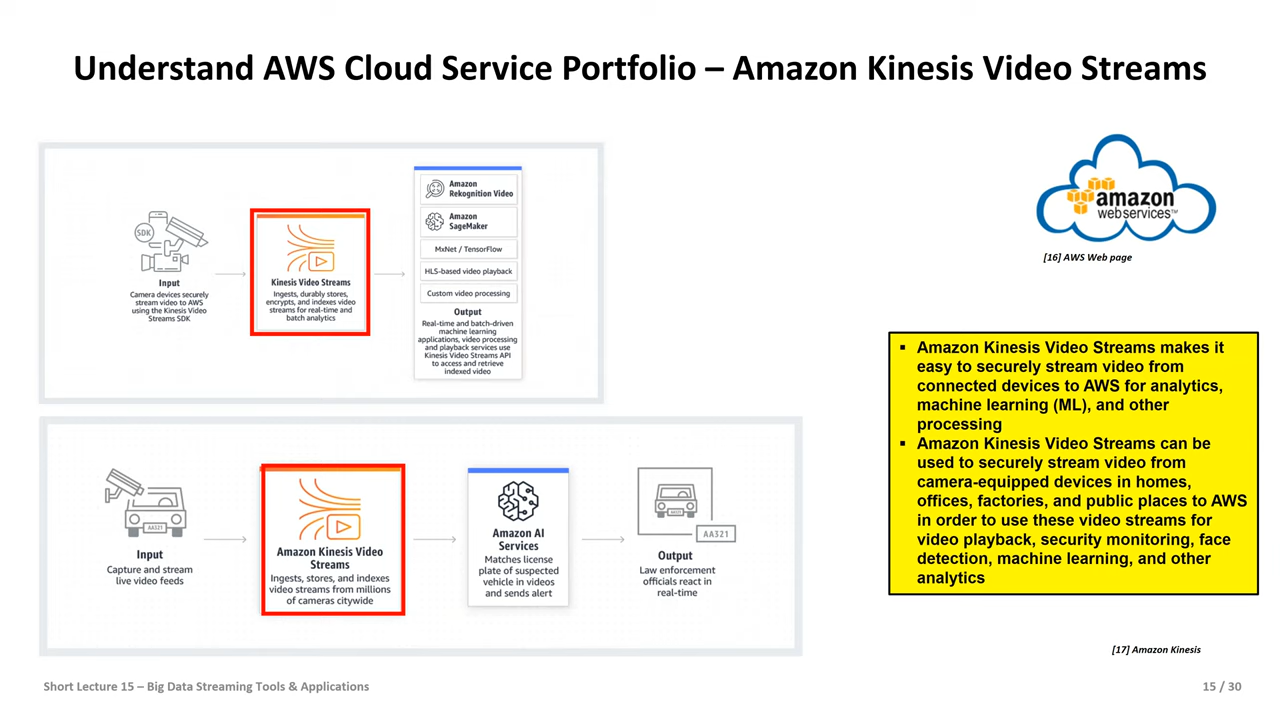 Understand AWS Cloud Service Portfolio – Amazon Kinesis Video Streams
SDK
Input
Camera devices securely
stream video to AWS
using the Kinesis Video
Streams SDK
Kinesis Video Streams
Ingests, durably stores,
encrypts, and indexes video
streams for real-time and
batch analytics
Amazon
Rekognition Video
Amazon
SageMaker
MxNet / TensorFlow
HLS-based video playback
Custom video processing
Output
Real-time and batch-driven
machine learning
applications, video processing
and playback services use
Kinesis Video Streams API
to access and retrieve
indexed video
amazon
webservices™
[16] AWS Web page
▪ Amazon Kinesis Video Streams makes it
easy to securely stream video from
connected devices to AWS for analytics,
machine learning (ML), and other
processing
▪ Amazon Kinesis Video Streams can be
used to securely stream video from
camera-equipped devices in homes,
offices, factories, and public places to AWS
in order to use these video streams for
video playback, security monitoring, face
detection, machine learning, and other
analytics
AA321
Input
Capture and stream
live video feeds
Amazon Kinesis Video
Streams
Ingests, stores, and indexes
video streams from millions
of cameras citywide
Amazon AI
Services
Matches license
plate of suspected
vehicle in videos
and sends alert
AA321
AA321
Output
Law enforcement
officials react in
real-time
[17] Amazon Kinesis
Short Lecture 15 – Big Data Streaming Tools & Applications
15 / 30